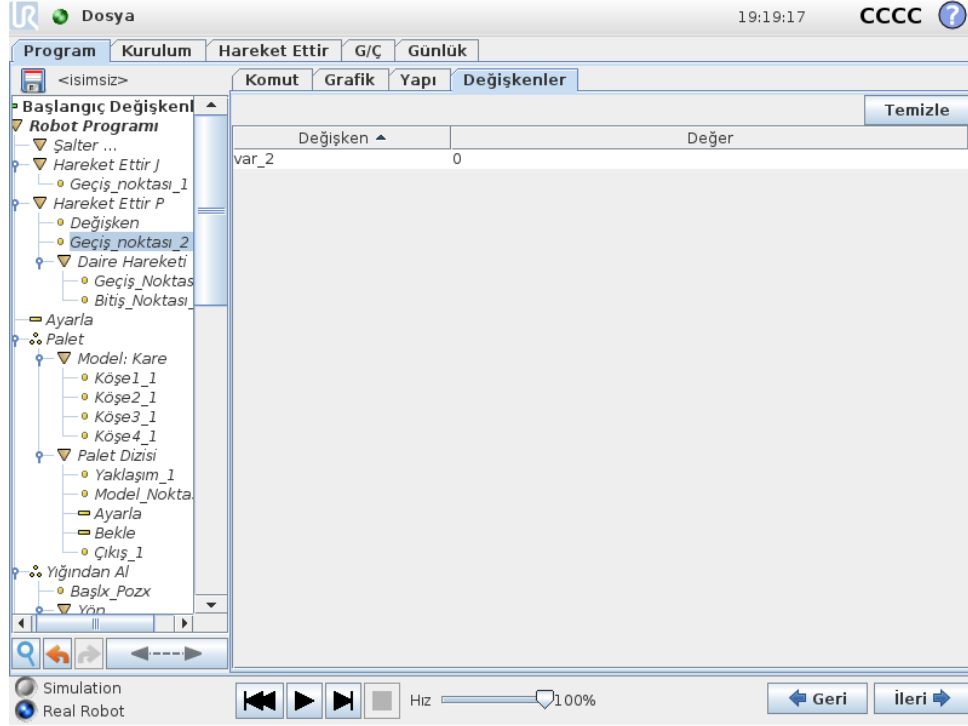 UR Dosya 19:19:17 CCCC ?
Program Kurulum Hareket Ettir G/Ç Günlük
<isimsiz> Komut Grafik Yapı Değişkenler
Başlangıç Değişkenl
Temizle
Robot Programı
Değişken Değer
Şalter ...
var_2 0
Hareket Ettir J
Geçiş_noktası_1
Hareket Ettir P
Değişken
Geçiş_noktası_2
Daire Hareketi
Geçiş_Noktas
Bitiş_Noktası_
Ayarla
Palet
Model: Kare
Köşe1_1
Köşe2_1
Köşe3_1
Köşe4_1
Palet Dizisi
Yaklaşım_1
Model_Nokta
Ayarla
Bekle
Çıkış_1
Yığından Al
Başlx_Pozx
Yön
Simulation
Real Robot
Hız 100% Geri İleri